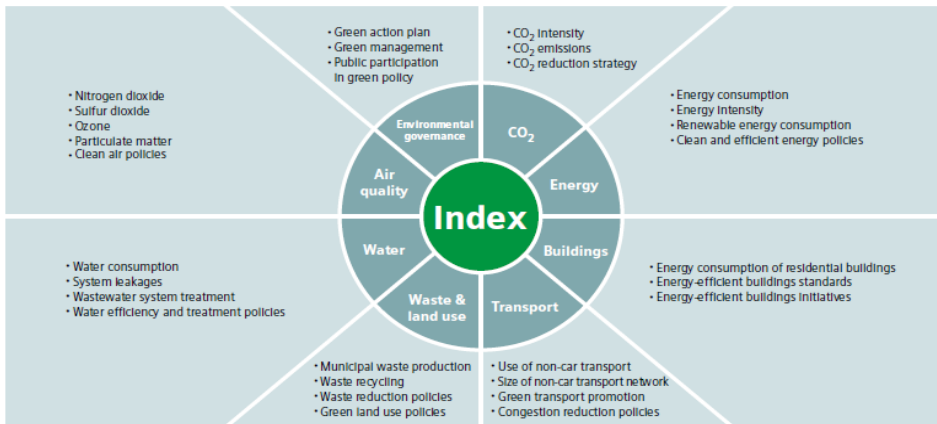 • Green action plan
• Green management
• Public participation
in green policy
• CO₂ intensity
• CO₂ emissions
• CO₂ reduction strategy
• Nitrogen dioxide
• Sulfur dioxide
• Ozone
• Particulate matter
• Clean air policies
• Energy consumption
• Energy intensity
• Renewable energy consumption
• Clean and efficient energy policies
Environmental
governance
CO₂
Air
quality
Energy
Index
Water
Buildings
Waste &
land use
Transport
• Water consumption
• System leakages
• Wastewater system treatment
• Water efficiency and treatment policies
• Energy consumption of residential buildings
• Energy-efficient buildings standards
• Energy-efficient buildings initiatives
• Municipal waste production
• Waste recycling
• Waste reduction policies
• Green land use policies
• Use of non-car transport
• Size of non-car transport network
• Green transport promotion
• Congestion reduction policies